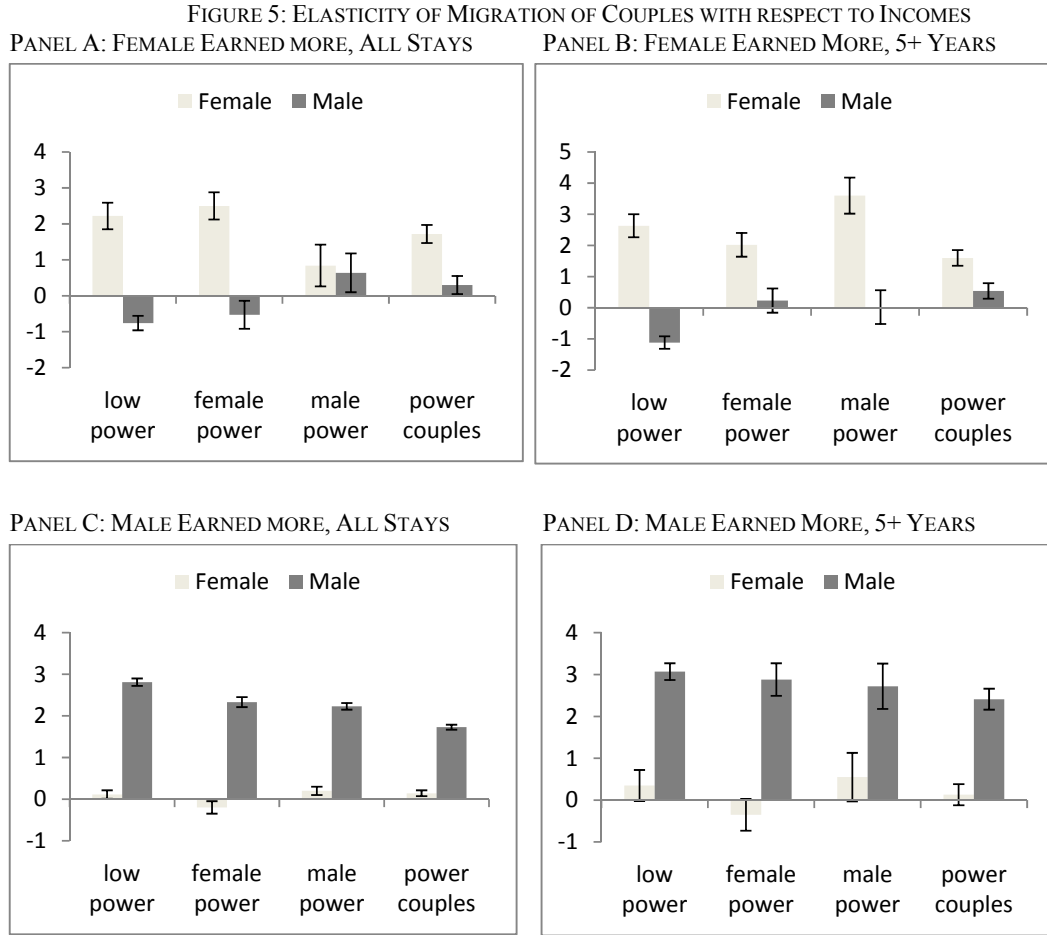 FIGURE 5: ELASTICITY OF MIGRATION OF COUPLES WITH RESPECT TO INCOMES
PANEL A: FEMALE EARNED MORE, ALL STAYS
Female Male
4
3
2
1
0
-1
-2
low power
female power
male power
power couples
PANEL B: FEMALE EARNED MORE, 5+ YEARS
Female Male
5
4
3
2
1
0
-1
-2
low power
female power
male power
power couples
PANEL C: MALE EARNED MORE, ALL STAYS
Female Male
4
3
2
1
0
-1
low power
female power
male power
power couples
PANEL D: MALE EARNED MORE, 5+ YEARS
Female Male
4
3
2
1
0
-1
low power
female power
male power
power couples